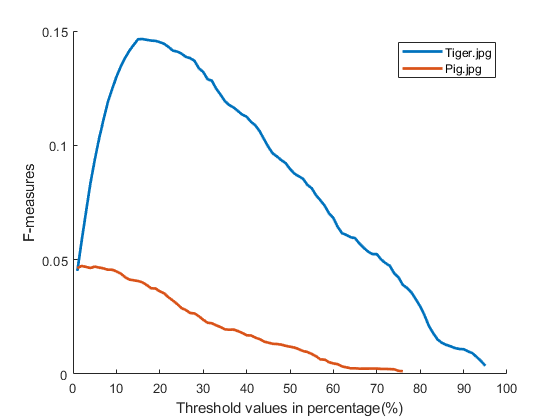 0.15
Tiger.jpg
Pig.jpg
0.1
0.05
0
F-measures
0 10 20 30 40 50 60 70 80 90 100
Threshold values in percentage(%)